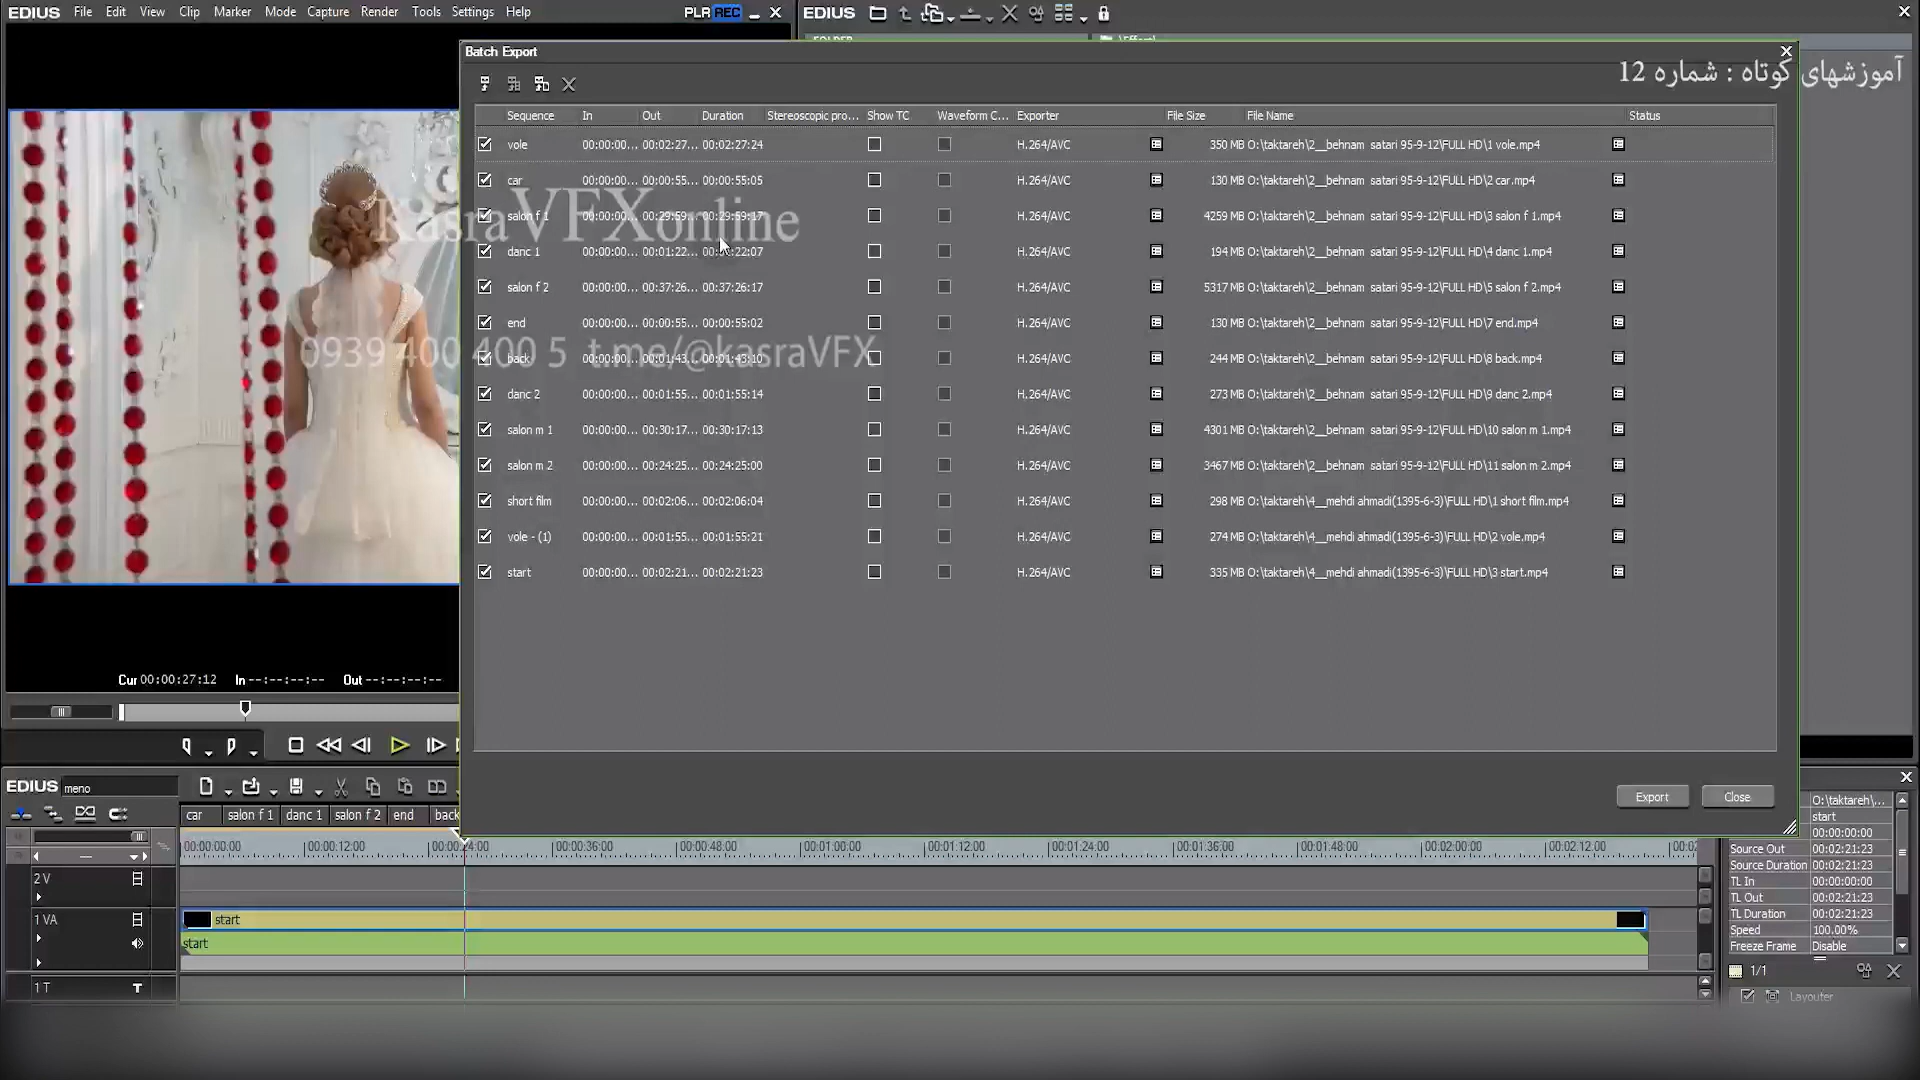 EDIUS File Edit View Clip Marker Mode Capture Render Tools Settings Help PLR REC
EDIUS
Batch Export
آموزشهای کوتاه : شماره 12
Sequence In Out Duration Stereoscopic pro... Show TC Waveform C... Exporter File Size File Name Status
vole 00:00:00... 00:02:27... 00:02:27:24 H.264/AVC 350 MB O:\taktareh\2__behnam satari 95-9-12\FULL HD\1 vole.mp4
car 00:00:00... 00:00:55... 00:00:55:05 H.264/AVC 130 MB O:\taktareh\2__behnam satari 95-9-12\FULL HD\2 car.mp4
salon f 1 00:00:00... 00:29:59... 00:29:59:17 H.264/AVC 4259 MB O:\taktareh\2__behnam satari 95-9-12\FULL HD\3 salon f 1.mp4
KasraVFXonline
danc 1 00:00:00... 00:01:22... H.264/AVC 194 MB O:\taktareh\2__behnam satari 95-9-12\FULL HD\4 danc 1.mp4
salon f 2 00:00:00... 00:37:26... 00:37:26:17 H.264/AVC 5317 MB O:\taktareh\2__behnam satari 95-9-12\FULL HD\5 salon f 2.mp4
end 00:00:00... 00:00:55... 00:00:55:02 H.264/AVC 130 MB O:\taktareh\2__behnam satari 95-9-12\FULL HD\7 end.mp4
back 00:00:00... 00:01:43... 00:01:43:10 H.264/AVC 244 MB O:\taktareh\2__behnam satari 95-9-12\FULL HD\8 back.mp4
0939 400 400 5 t.me/@kasraVFX
danc 2 00:00:00... 00:01:55... 00:01:55:14 H.264/AVC 273 MB O:\taktareh\2__behnam satari 95-9-12\FULL HD\9 danc 2.mp4
salon m 1 00:00:00... 00:30:17... 00:30:17:13 H.264/AVC 4301 MB O:\taktareh\2__behnam satari 95-9-12\FULL HD\10 salon m 1.mp4
salon m 2 00:00:00... 00:24:25... 00:24:25:00 H.264/AVC 3467 MB O:\taktareh\2__behnam satari 95-9-12\FULL HD\11 salon m 2.mp4
short film 00:00:00... 00:02:06... 00:02:06:04 H.264/AVC 298 MB O:\taktareh\4__mehdi ahmadi(1395-6-3)\FULL HD\1 short film.mp4
vole - (1) 00:00:00... 00:01:55... 00:01:55:21 H.264/AVC 274 MB O:\taktareh\4__mehdi ahmadi(1395-6-3)\FULL HD\2 vole.mp4
start 00:00:00... 00:02:21... 00:02:21:23 H.264/AVC 335 MB O:\taktareh\4__mehdi ahmadi(1395-6-3)\FULL HD\3 start.mp4
Cur 00:00:27:12 In --:--:--:-- Out --:--:--:--
Export Close
EDIUS meno
car salon f 1 danc 1 salon f 2 end back
00:00:00:00 00:00:12:00 00:00:24:00 00:00:36:00 00:00:48:00 00:01:00:00 00:01:12:00 00:01:24:00 00:01:36:00 00:01:48:00 00:02:00:00 00:02:12:00 00:02
2 V
1 VA start
start
1 T T
O:\taktareh\...
start
00:00:00:00
Source Out 00:02:21:23
Source Duration 00:02:21:23
TL In 00:00:00:00
TL Out 00:02:21:23
TL Duration 00:02:21:23
Speed 100.00%
Freeze Frame Disable
1/1
Layouter